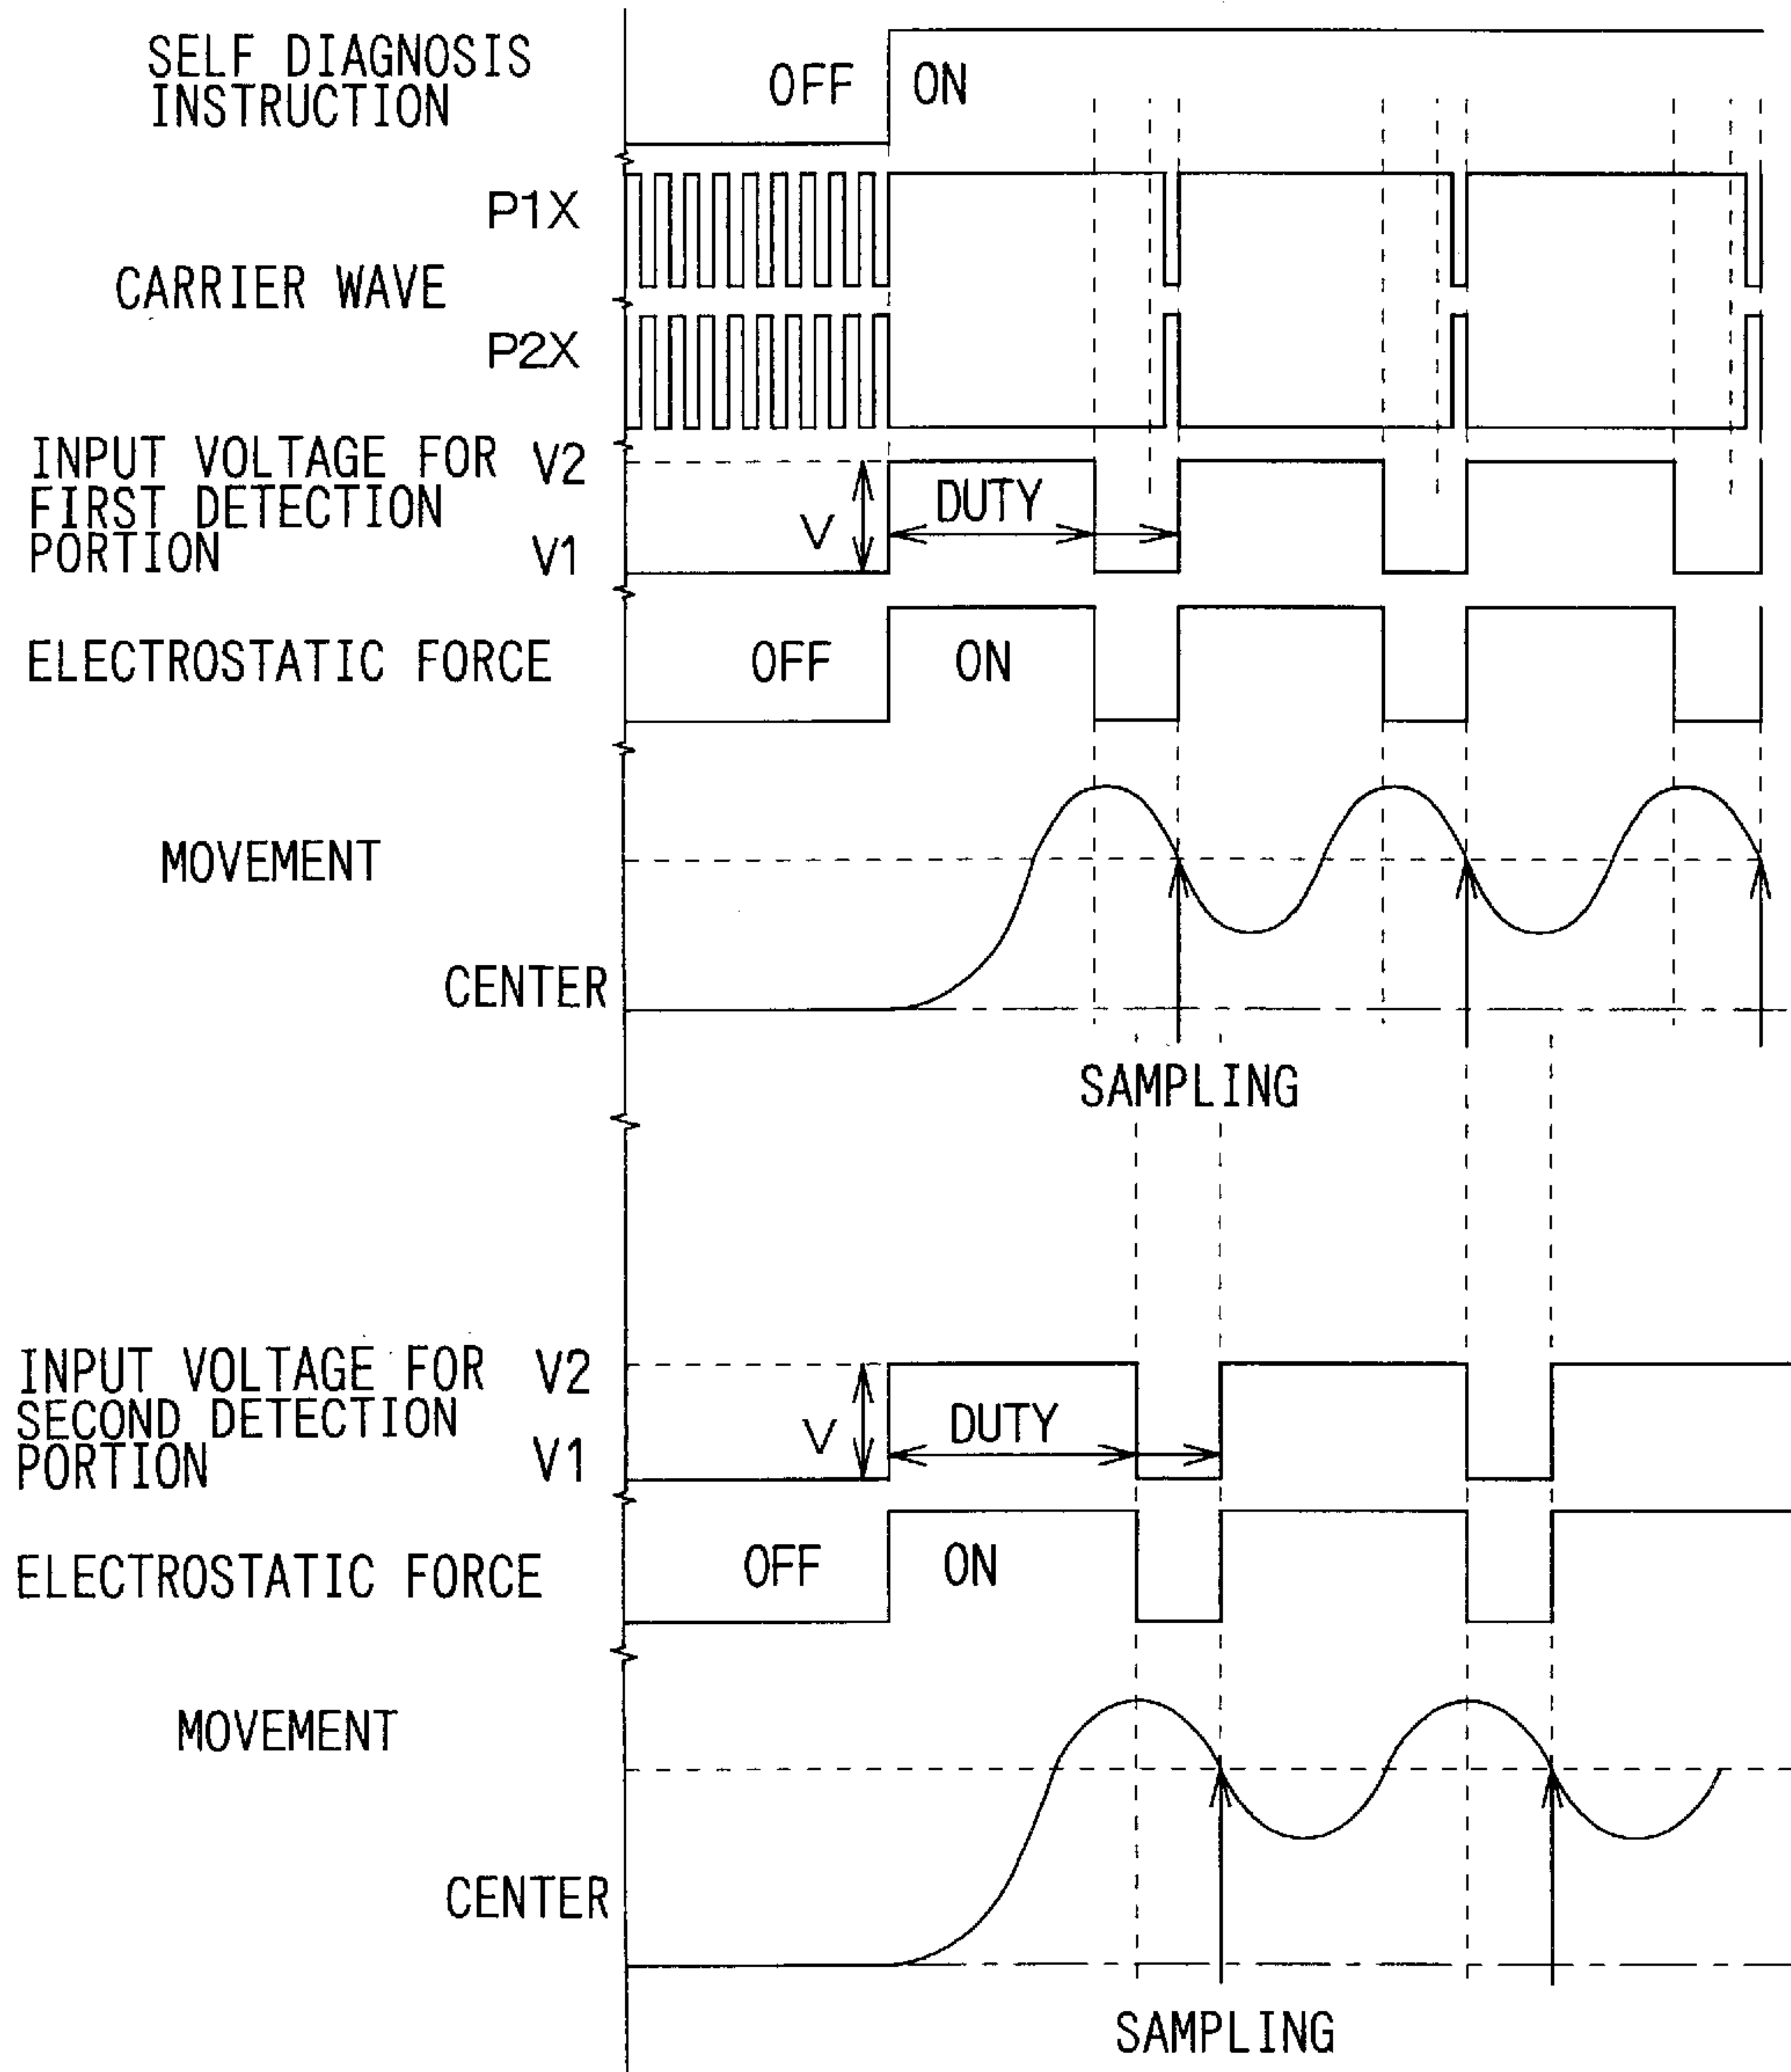 SELF DIAGNOSIS
INSTRUCTION
OFF
ON
P1X
CARRIER WAVE
P2X
INPUT VOLTAGE FOR
FIRST DETECTION
PORTION
V2
V1
V
DUTY
ELECTROSTATIC FORCE
OFF
ON
MOVEMENT
CENTER
SAMPLING
INPUT VOLTAGE FOR
SECOND DETECTION
PORTION
V2
V1
V
DUTY
ELECTROSTATIC FORCE
OFF
ON
MOVEMENT
CENTER
SAMPLING